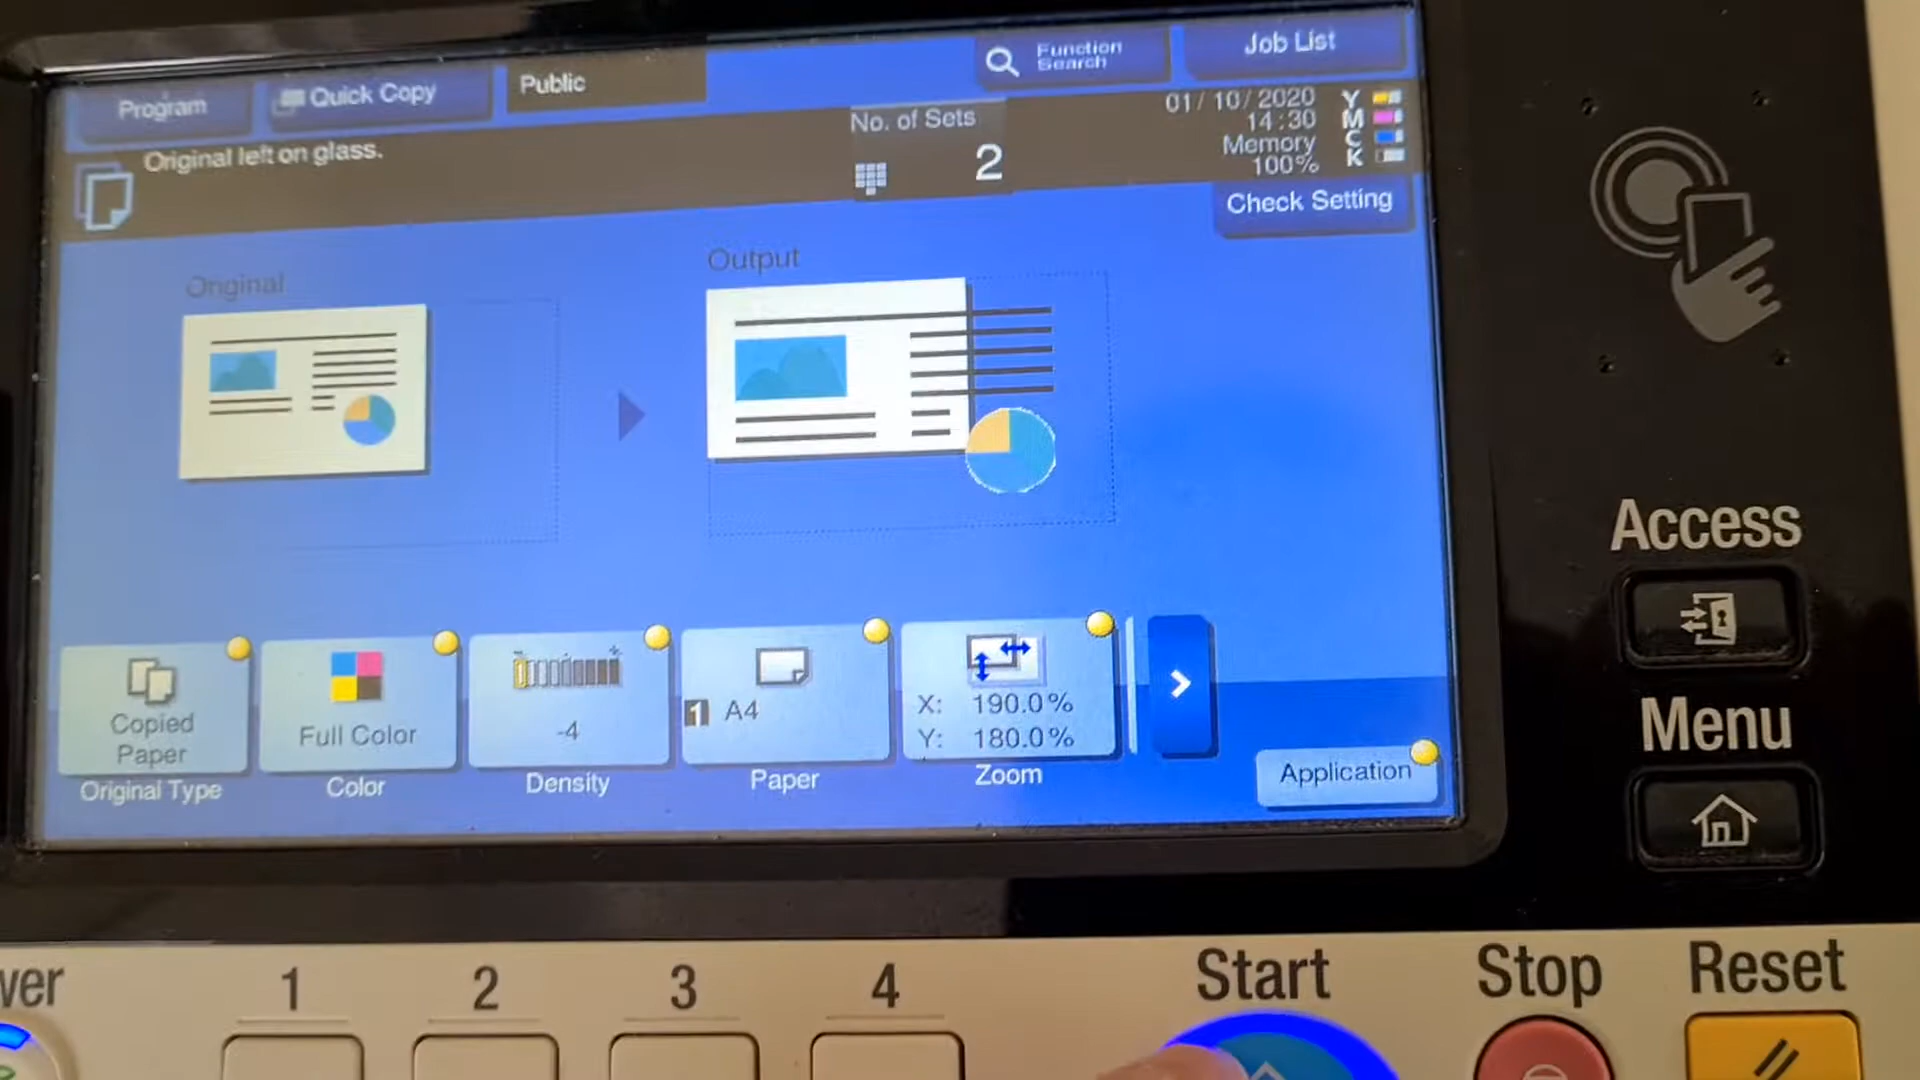 Program
Quick Copy
Public
Function
Search
Job List
Original left on glass.
No. of Sets
2
01/10/2020
14:30
Memory
100%
Y
M
C
K
Check Setting
Original
Output
Copied
Paper
Original Type
Full Color
Color
-4
Density
1 A4
Paper
X: 190.0%
Y: 180.0%
Zoom
Application
Access
Menu
1
2
3
4
Start
Stop
Reset